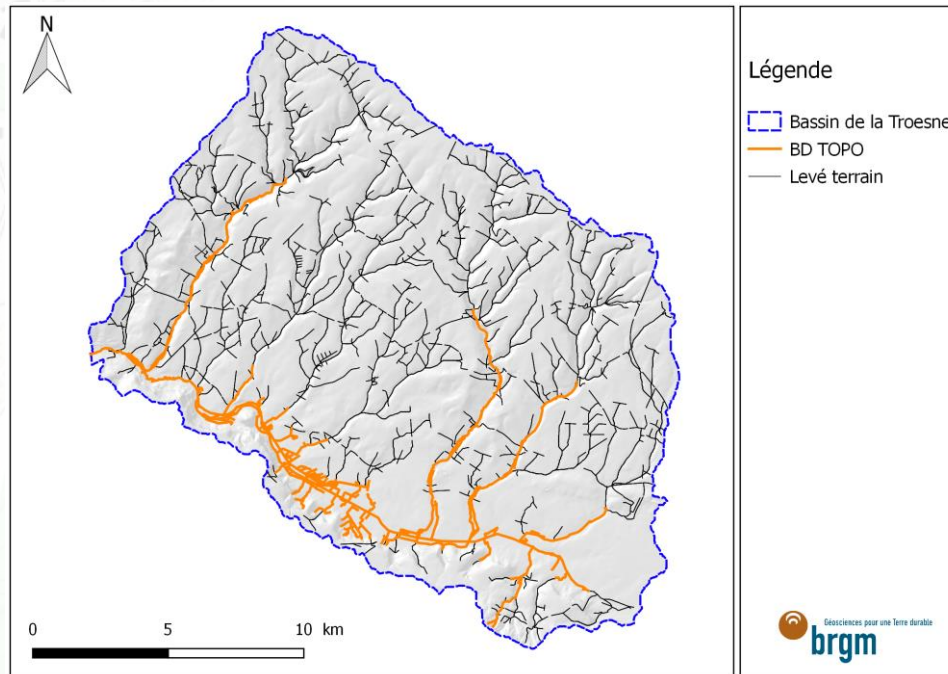 N
Légende
Bassin de la Troesne
BD TOPO
Levé terrain
0 5 10 km
Géosciences pour une Terre durable
brgm